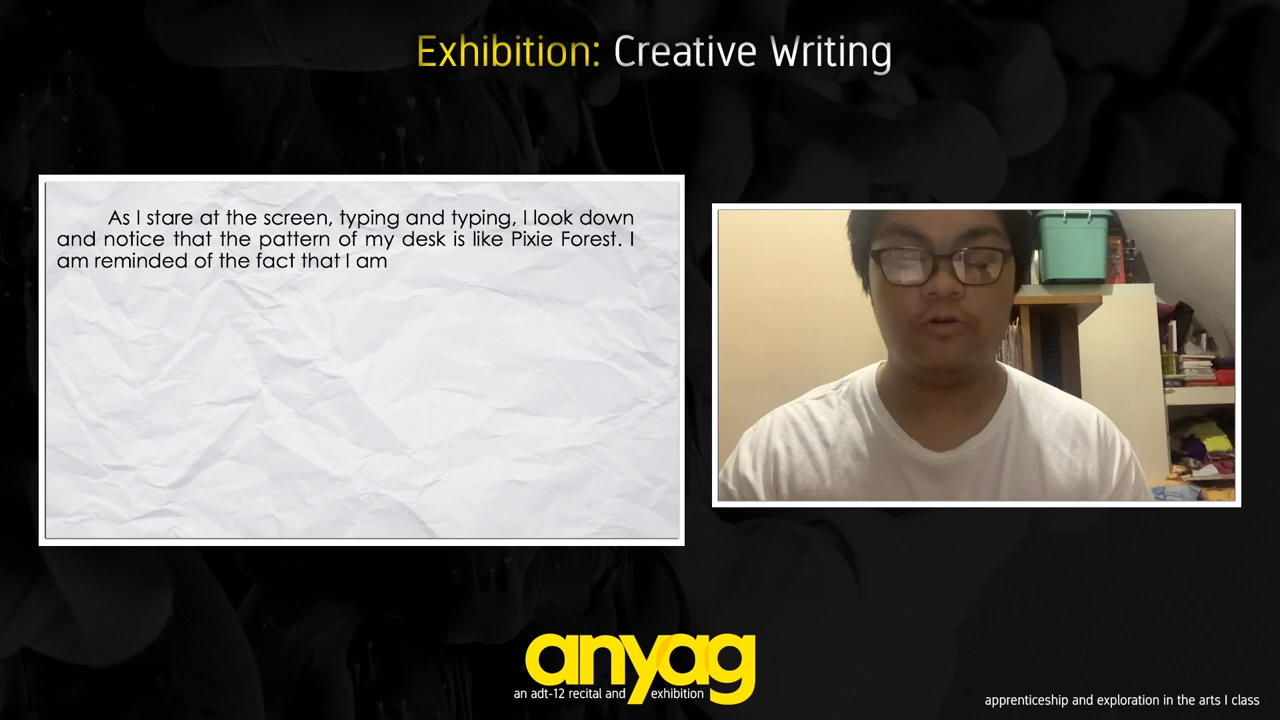 Exhibition: Creative Writing
As I stare at the screen, typing and typing, I look down
and notice that the pattern of my desk is like Pixie Forest. I
am reminded of the fact that I am
anyag
an adt-12 recital and exhibition
apprenticeship and exploration in the arts I class